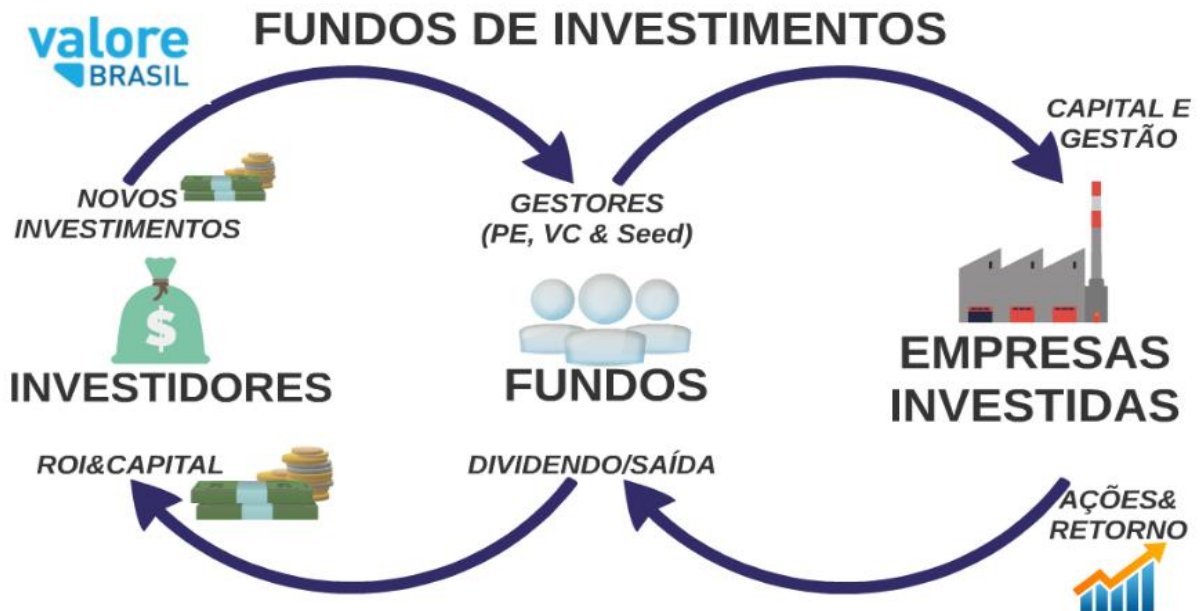 valore
BRASIL
FUNDOS DE INVESTIMENTOS
NOVOS
INVESTIMENTOS
GESTORES
(PE, VC & Seed)
CAPITAL E
GESTÃO
$
INVESTIDORES
FUNDOS
EMPRESAS
INVESTIDAS
ROI&CAPITAL
DIVIDENDO/SAÍDA
AÇÕES&
RETORNO